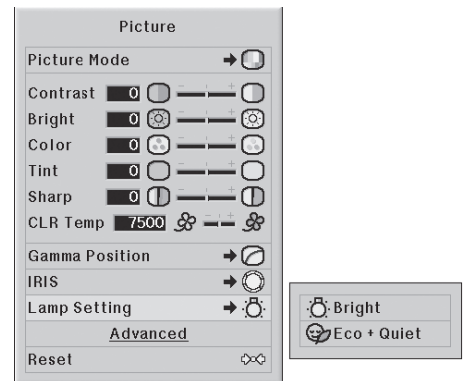 Picture
Picture Mode
Contrast 0
Bright 0
Color 0
Tint 0
Sharp 0
CLR Temp 7500
Gamma Position
IRIS
Lamp Setting
Advanced
Reset
Bright
Eco + Quiet